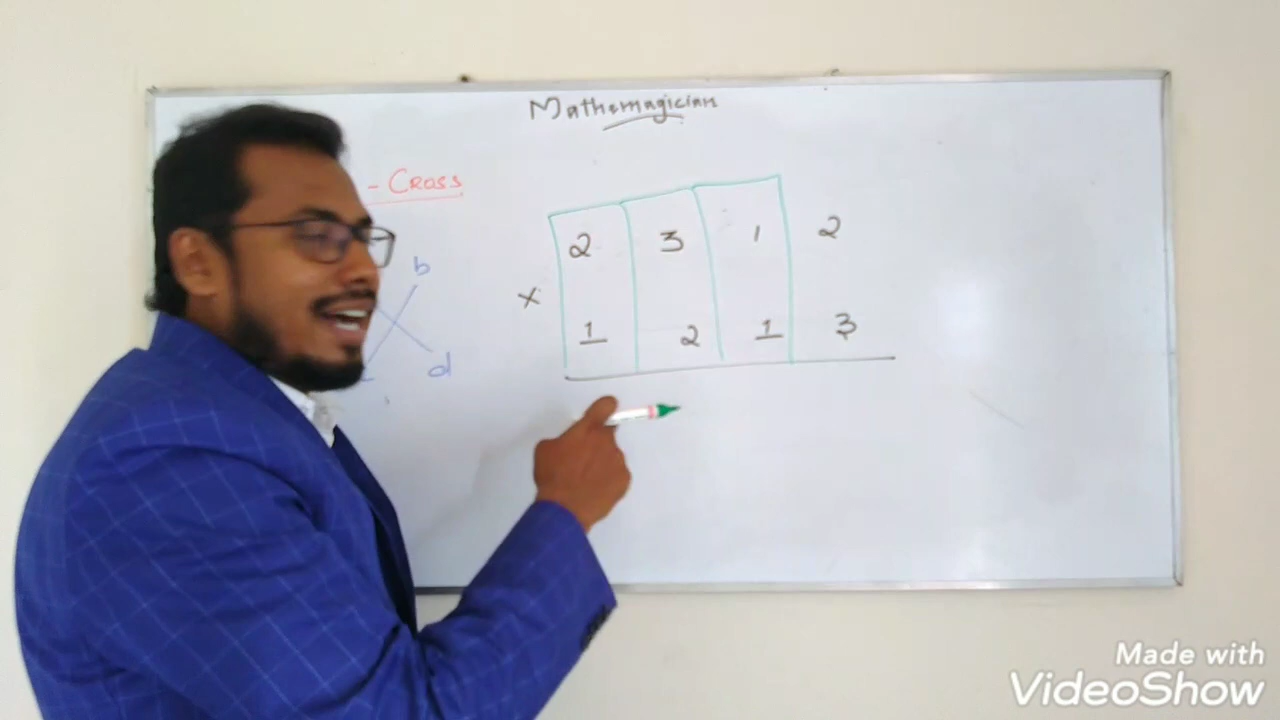 Mathemagician
- CROSS
b
d
2 3 1 2
x
1 2 1 3
Made with
VideoShow